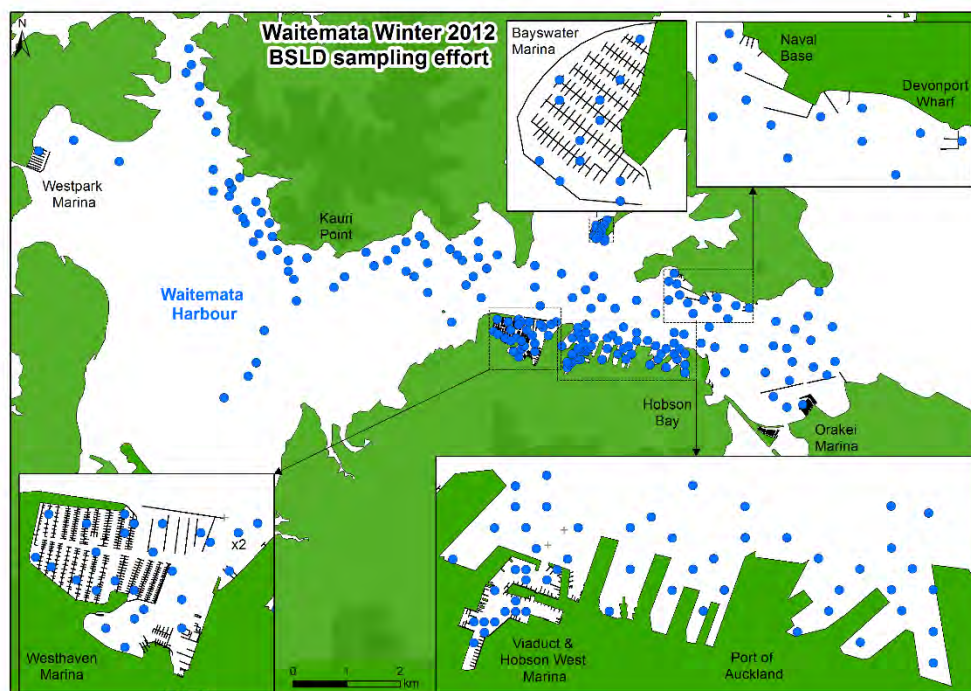 Waitemata Winter 2012
BSLD sampling effort
N
Bayswater
Marina
Naval
Base
Devonport
Wharf
Westpark
Marina
Kauri
Point
Waitemata
Harbour
Hobson
Bay
Orakei
Marina
x2
Westhaven
Marina
0 1 2
km
Viaduct &
Hobson West
Marina
Port of
Auckland